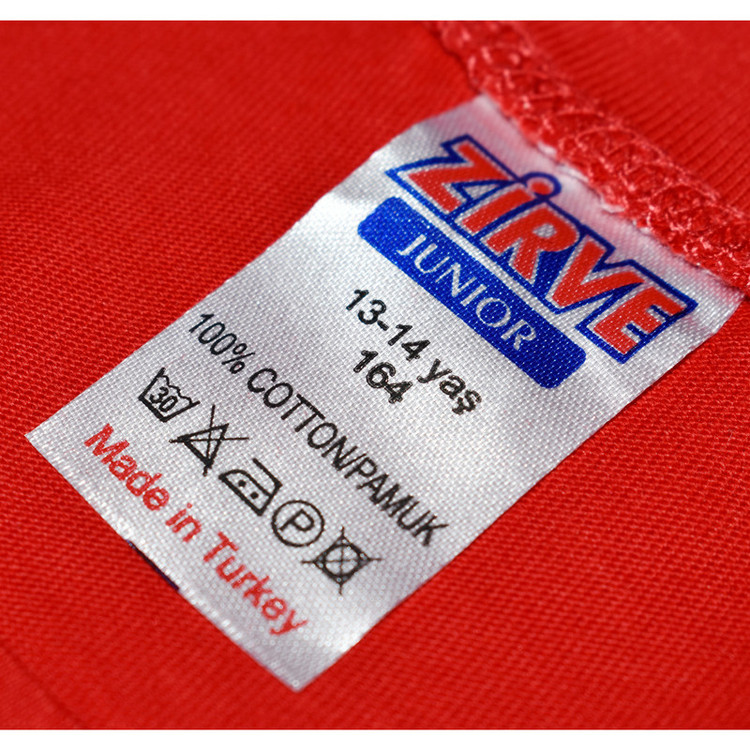 ZİRVE
JUNIOR
13-14 yaş
164
100% COTTON/PAMUK
30 P
Made in Turkey